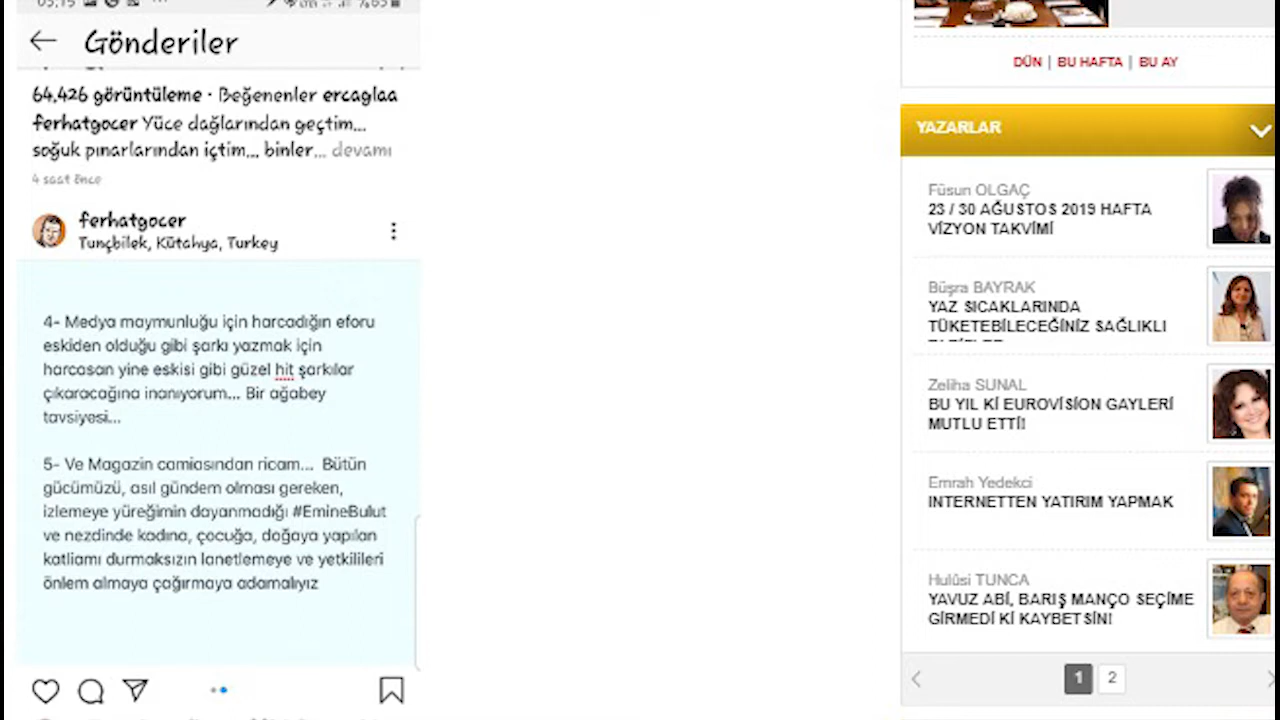 Gönderiler
64.426 görüntüleme · Beğenenler ercaglaa
ferhatgocer Yüce dağlarından geçtim...
soğuk pınarlarından içtim... binler... devamı
4 saat önce
ferhatgocer
Tunçbilek, Kütahya, Turkey
4- Medya maymunluğu için harcadığın eforu
eskiden olduğu gibi şarkı yazmak için
harcasan yine eskisi gibi güzel hit şarkılar
çıkaracağına inanıyorum... Bir ağabey
tavsiyesi...
5- Ve Magazin camiasından ricam... Bütün
gücümüzü, asıl gündem olması gereken,
izlemeye yüreğimin dayanmadığı #EmineBulut
ve nezdinde kadına, çocuğa, doğaya yapılan
katliamı durmaksızın lanetlemeye ve yetkilileri
önlem almaya çağırmaya adamalıyız
DÜN | BU HAFTA | BU AY
YAZARLAR
Füsun OLGAÇ
23 / 30 AĞUSTOS 2019 HAFTA
VİZYON TAKVİMİ
Büşra BAYRAK
YAZ SICAKLARINDA
TÜKETEBİLECEĞİNİZ SAĞLIKLI
Zeliha SUNAL
BU YIL Kİ EUROVİSİON GAYLERİ
MUTLU ETTİ!
Emrah Yedekci
INTERNETTEN YATIRIM YAPMAK
Hulûsi TUNCA
YAVUZ ABİ, BARIŞ MANÇO SEÇİME
GİRMEDİ Kİ KAYBETSİN!
1 2